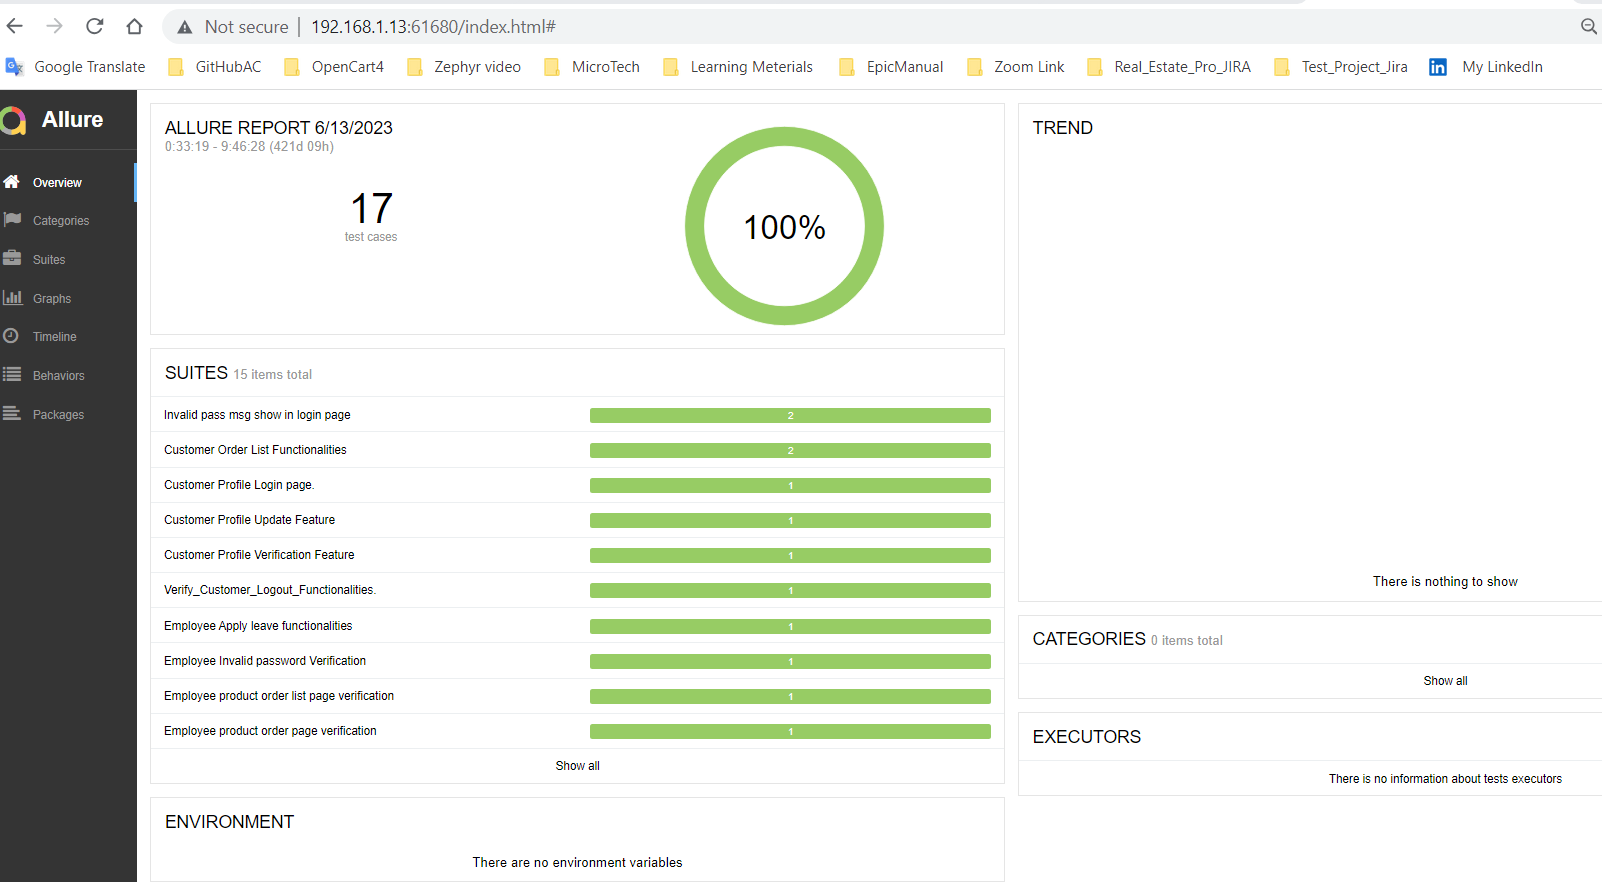 Not secure | 192.168.1.13:61680/index.html#
Google Translate GitHubAC OpenCart4 Zephyr video MicroTech Learning Meterials EpicManual Zoom Link Real_Estate_Pro_JIRA Test_Project_Jira in My LinkedIn
Allure
Overview
Categories
Suites
Graphs
Timeline
Behaviors
Packages
ALLURE REPORT 6/13/2023
0:33:19 - 9:46:28 (421d 09h)
17
test cases
100%
SUITES 15 items total
Invalid pass msg show in login page 2
Customer Order List Functionalities 2
Customer Profile Login page. 1
Customer Profile Update Feature 1
Customer Profile Verification Feature 1
Verify_Customer_Logout_Functionalities. 1
Employee Apply leave functionalities 1
Employee Invalid password Verification 1
Employee product order list page verification 1
Employee product order page verification 1
Show all
ENVIRONMENT
There are no environment variables
TREND
There is nothing to show
CATEGORIES 0 items total
Show all
EXECUTORS
There is no information about tests executors